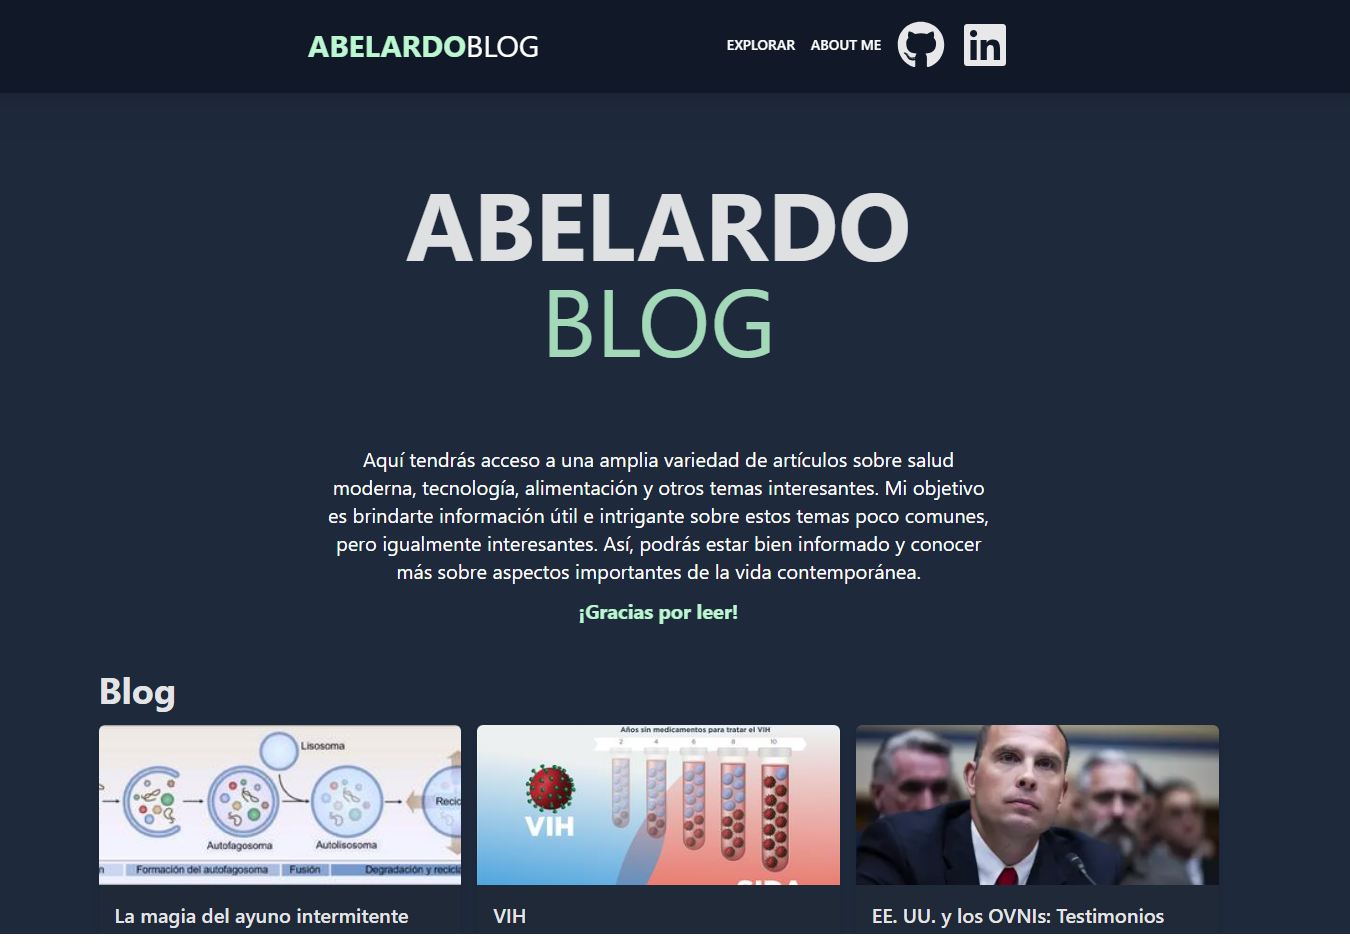 ABELARDOBLOG
EXPLORAR ABOUT ME
in
ABELARDO
BLOG
Aquí tendrás acceso a una amplia variedad de artículos sobre salud
moderna, tecnología, alimentación y otros temas interesantes. Mi objetivo
es brindarte información útil e intrigante sobre estos temas poco comunes,
pero igualmente interesantes. Así, podrás estar bien informado y conocer
más sobre aspectos importantes de la vida contemporánea.
¡Gracias por leer!
Blog
Lisosoma
Autofagosoma Autolisosoma
Formación del autofagosoma Fusión Degradación y
Años sin medicamentos para tratar el VIH
2 4 6 8 10
VIH
SIDA
La magia del ayuno intermitente
VIH
EE. UU. y los OVNIs: Testimonios